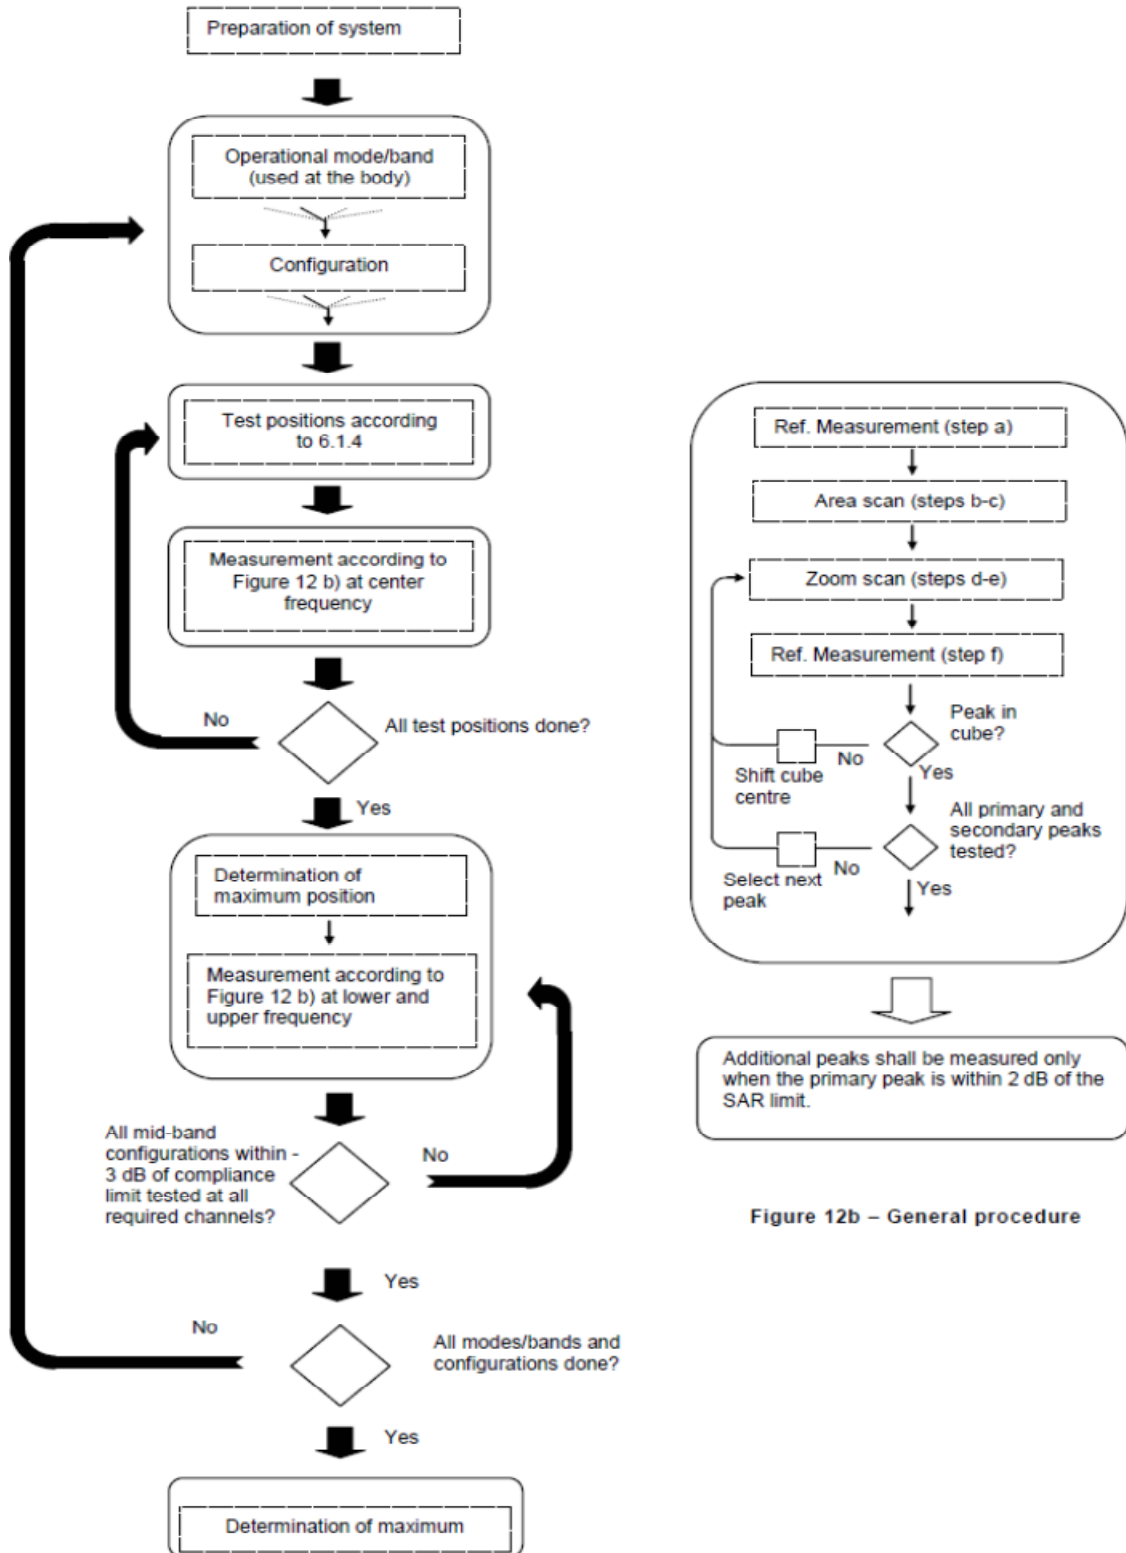 Preparation of system
Operational mode/band
(used at the body)
Configuration
Test positions according
to 6.1.4
Measurement according to
Figure 12 b) at center
frequency
No
All test positions done?
Yes
Determination of
maximum position
Measurement according to
Figure 12 b) at lower and
upper frequency
All mid-band
configurations within -
3 dB of compliance
limit tested at all
required channels?
No
Yes
No
All modes/bands and
configurations done?
Yes
Determination of maximum
Ref. Measurement (step a)
Area scan (steps b-c)
Zoom scan (steps d-e)
Ref. Measurement (step f)
Peak in
cube?
No
Shift cube
centre
Yes
All primary and
secondary peaks
tested?
No
Select next
peak
Yes
Additional peaks shall be measured only
when the primary peak is within 2 dB of the
SAR limit.
Figure 12b – General procedure